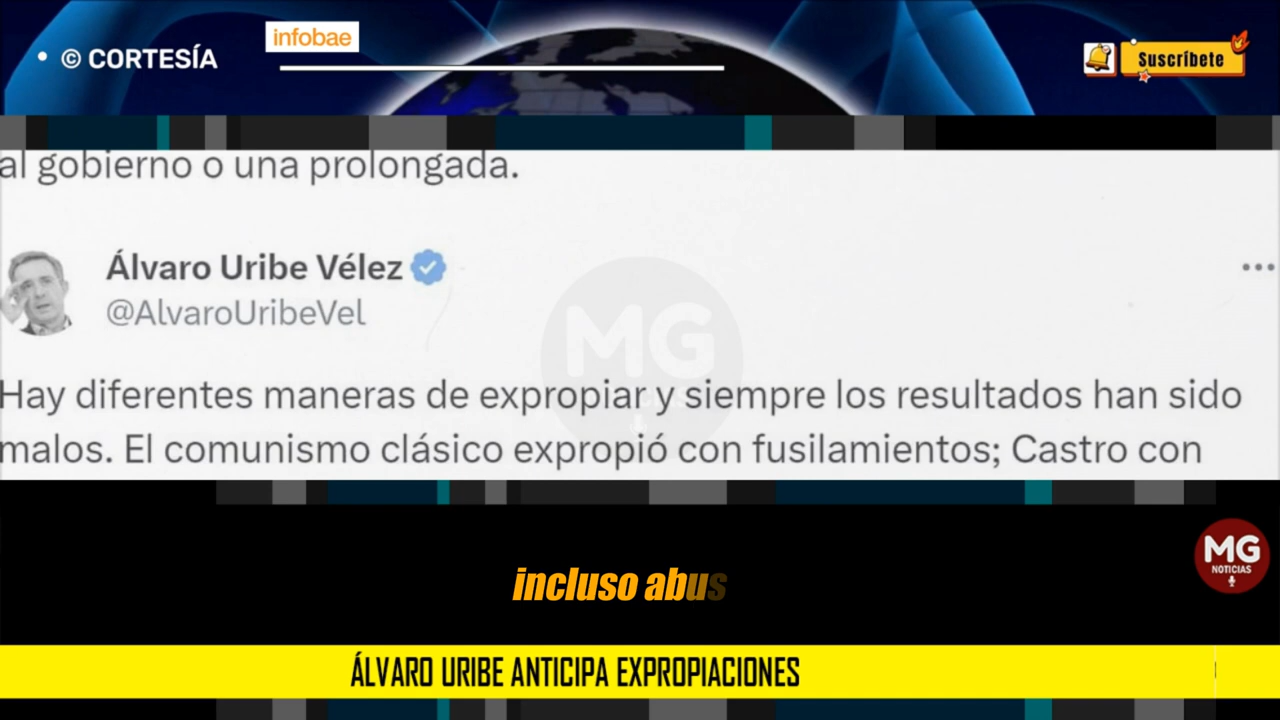 infobae
• © CORTESÍA
Suscríbete
al gobierno o una prolongada.
Álvaro Uribe Vélez
@AlvaroUribeVel
MG
Hay diferentes maneras de expropiar y siempre los resultados han sido
malos. El comunismo clásico expropió con fusilamientos; Castro con
MG
NOTICIAS
incluso abus
ÁLVARO URIBE ANTICIPA EXPROPIACIONES